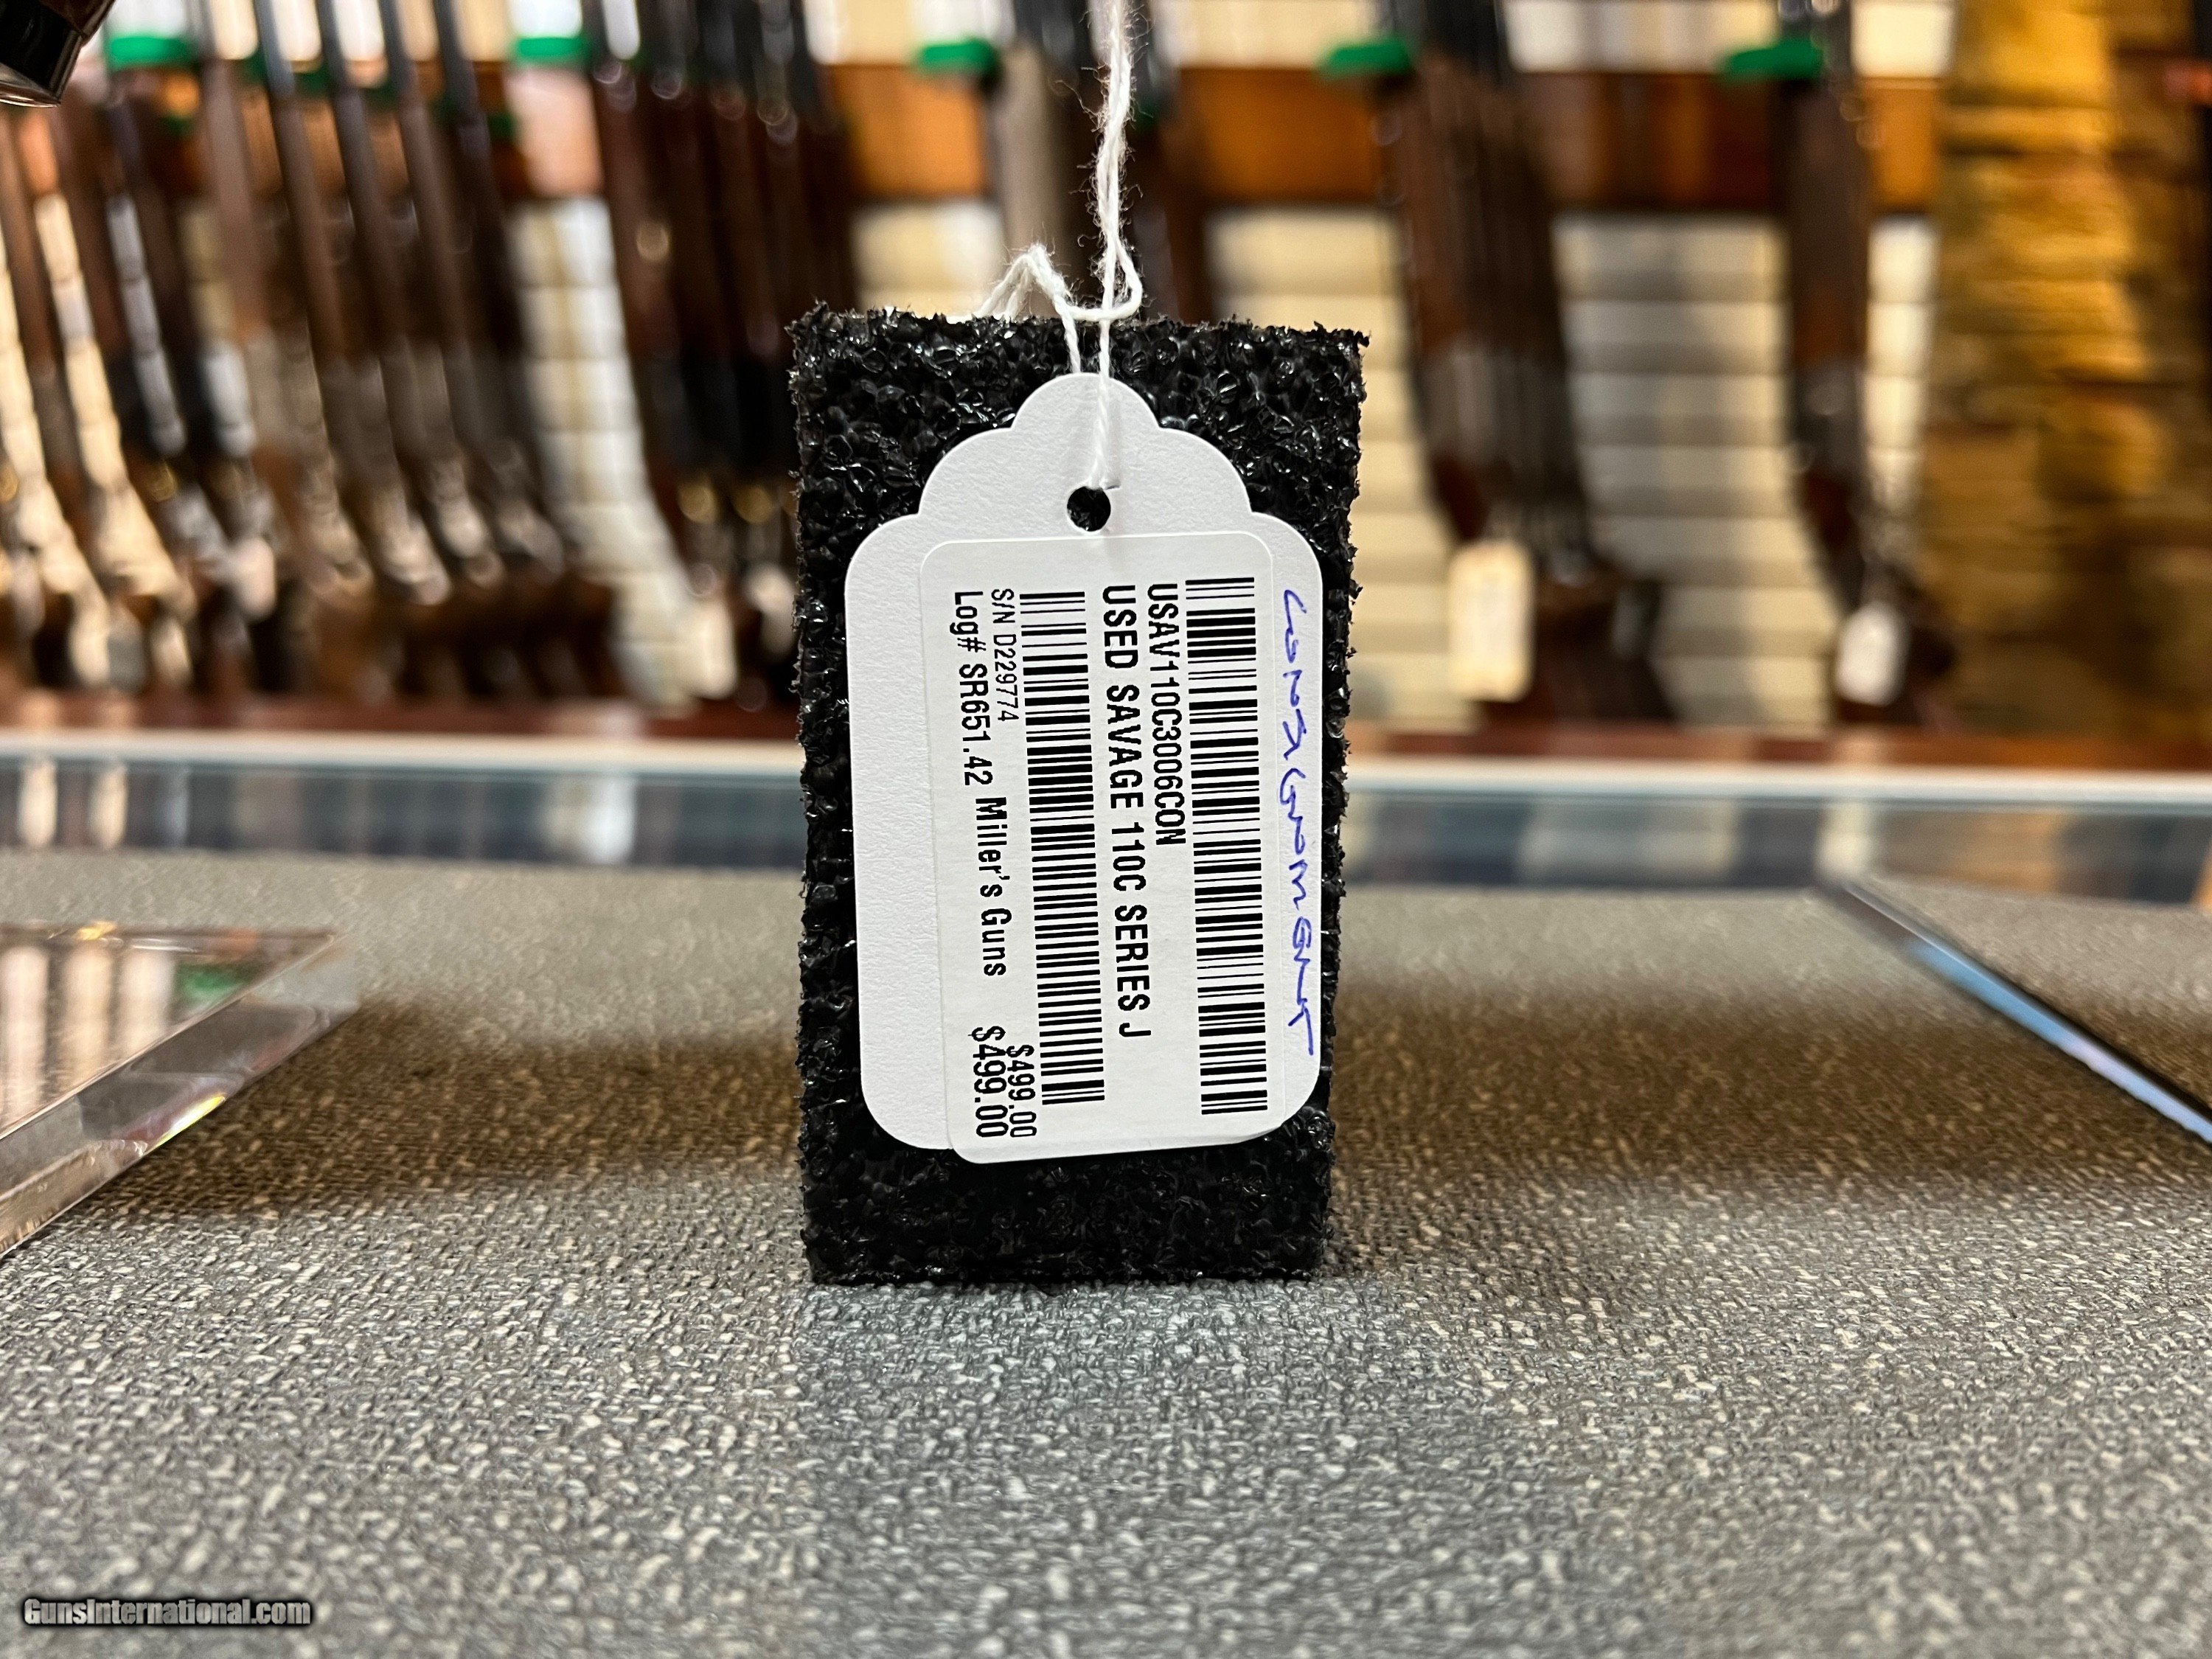 CONSIGNMENT
USAV110C3006CON
USED SAVAGE 110C SERIES J
S/N D229774 $499.00
Log# SR651.42 Miller's Guns $499.00
GunsInternational.com